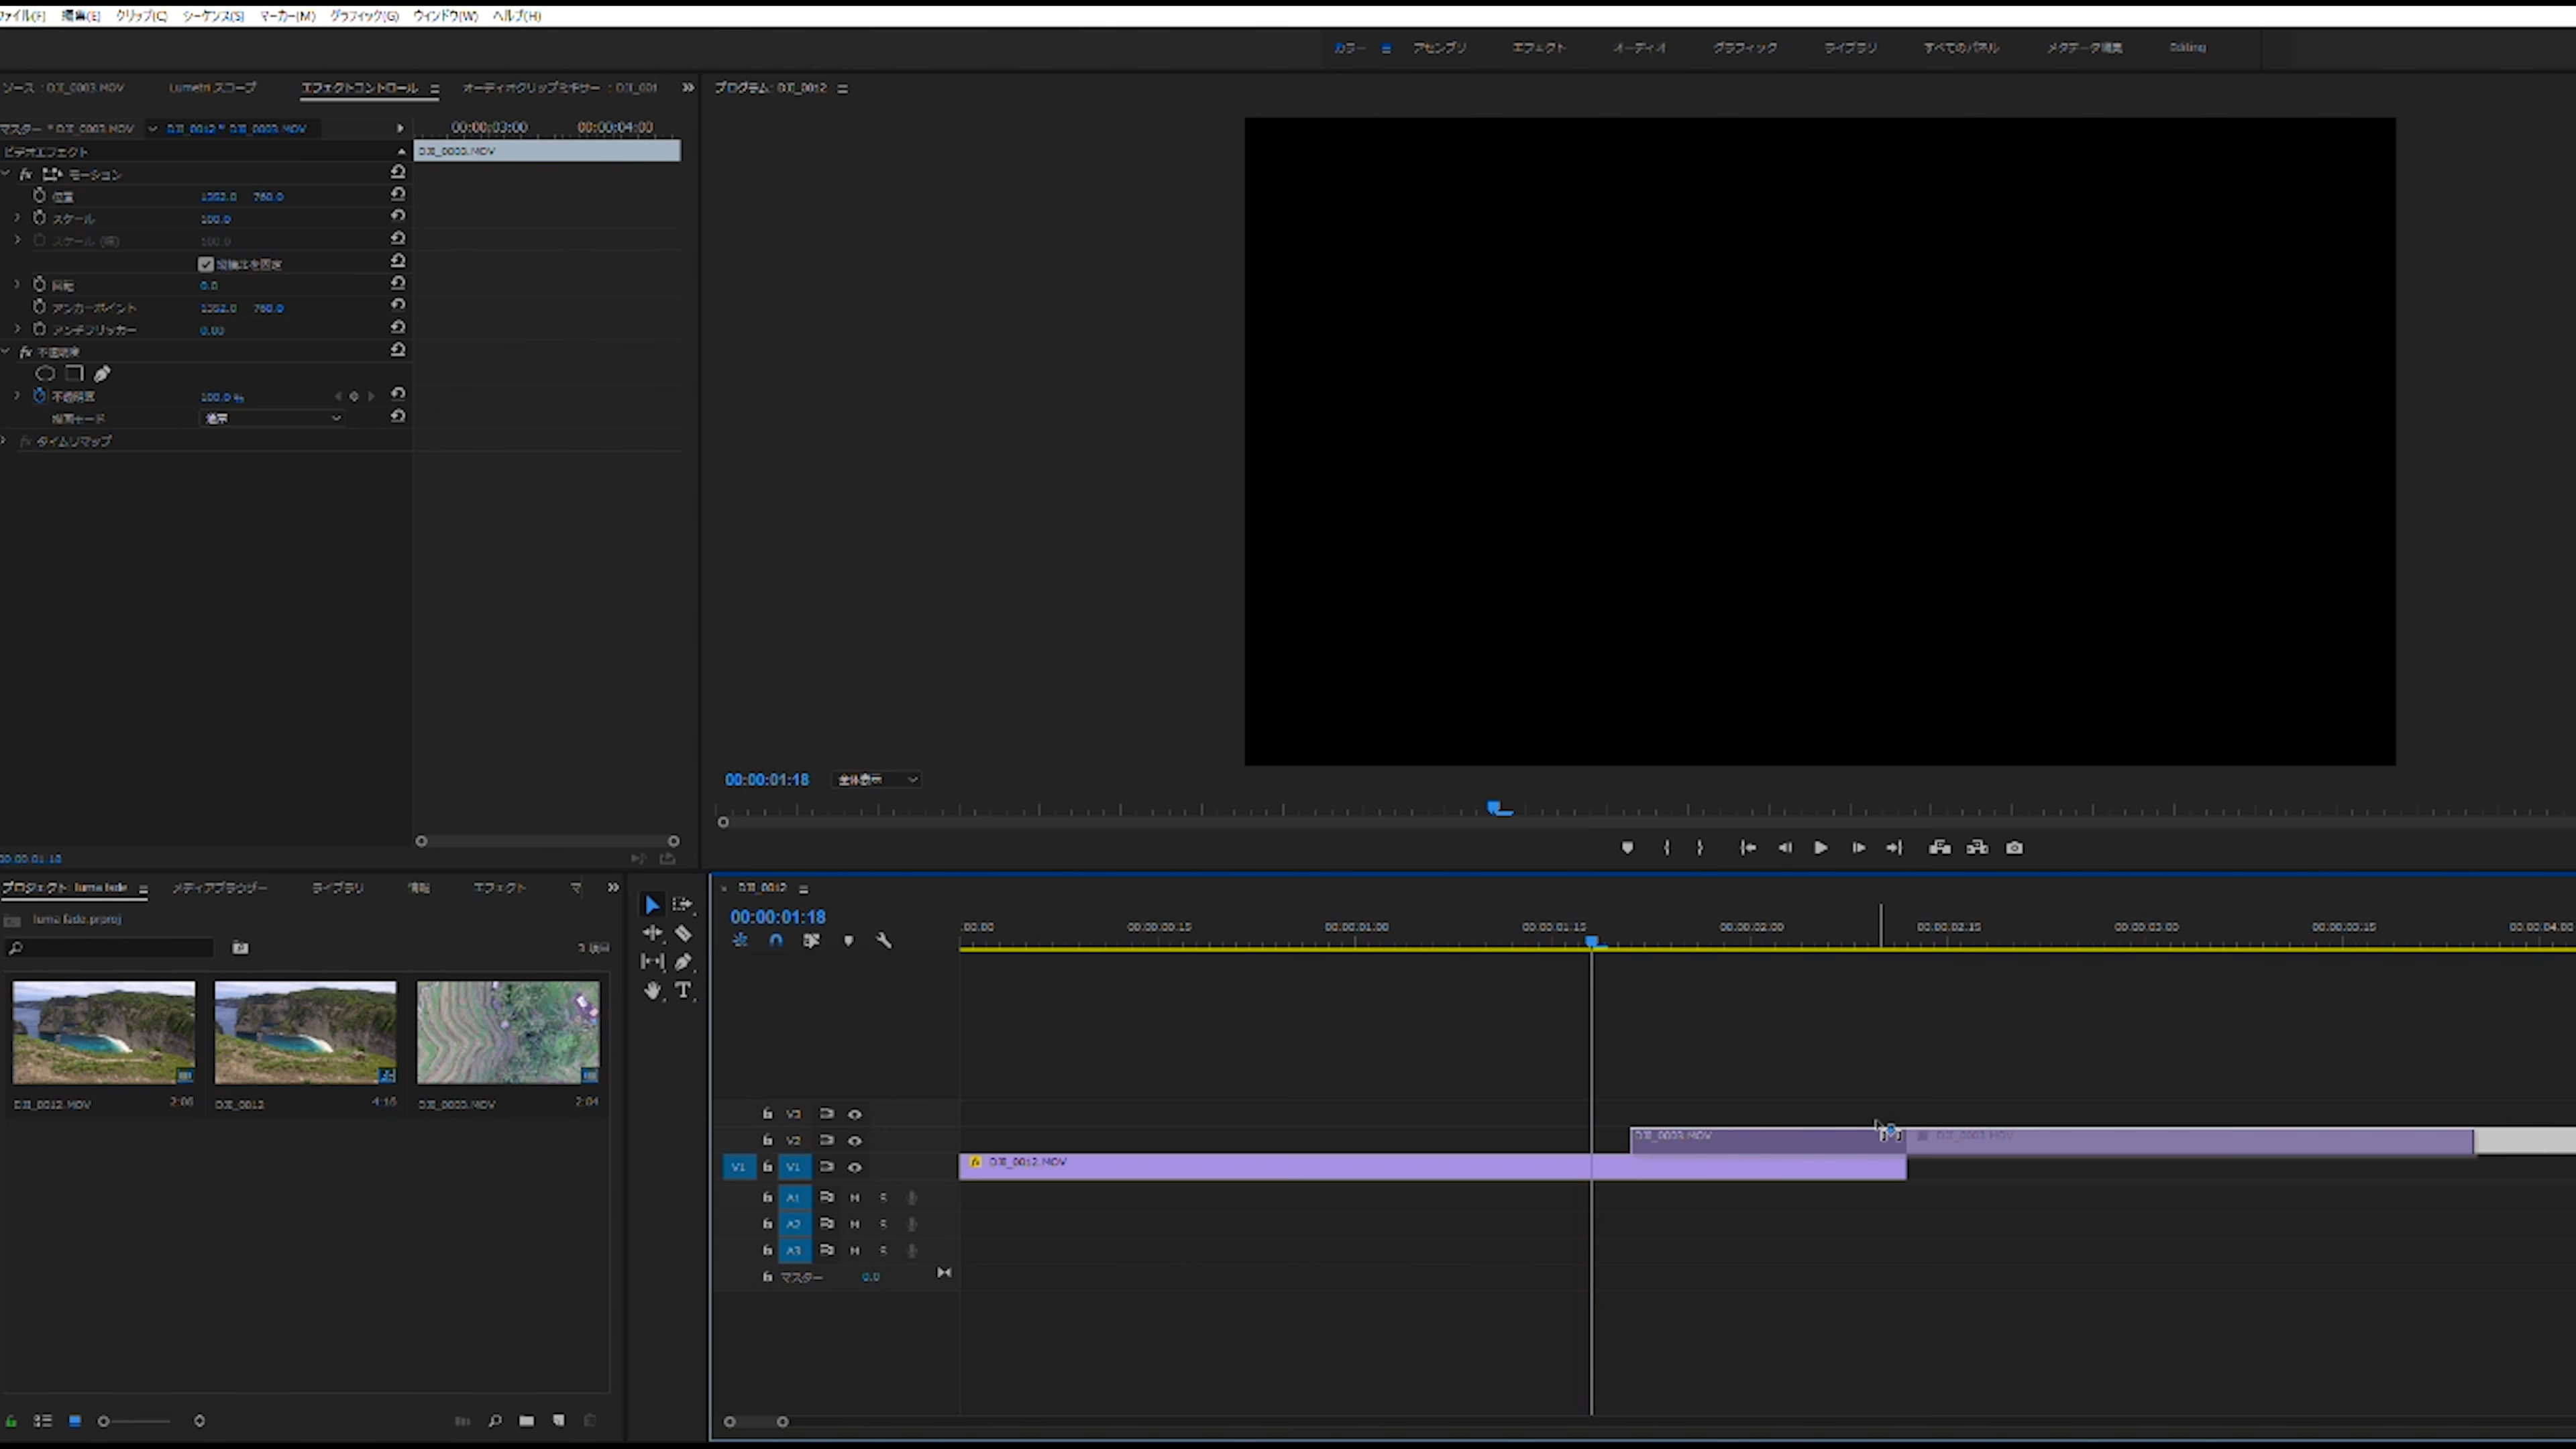 ファイル(F) 編集(E) クリップ(C) シーケンス(S) マーカー(M) グラフィック(G) ウィンドウ(W) ヘルプ(H)
カラー アセンブリ エフェクト オーディオ グラフィック ライブラリ すべてのパネル メタデータ編集 Editing
ソース : DJI_0003.MOV Lumetri スコープ エフェクトコントロール オーディオクリップミキサー : DJI_001
プログラム: DJI_0012
マスター * DJI_0003.MOV DJI_0012 * DJI_0003.MOV 00:00:03:00 00:00:04:00
ビデオエフェクト DJI_0003.MOV
fx モーション
位置 1352.0 760.0
スケール 100.0
スケール (幅) 100.0
縦横比を固定
回転 0.0
アンカーポイント 1352.0 760.0
アンチフリッカー 0.00
fx 不透明度
不透明度 100.0 %
描画モード 通常
fx タイムリマップ
00:00:01:18 全体表示
00:00:01:18
プロジェクト: luma fade メディアブラウザー ライブラリ 情報 エフェクト マ
luma fade.prproj
3 項目
DJI_0012.MOV 2:06 DJI_0012 4:16 DJI_0003.MOV 2:04
DJI_0012
00:00:01:18
:00:00 00:00:00:15 00:00:01:00 00:00:01:15 00:00:02:00 00:00:02:15 00:00:03:00 00:00:03:15 00:00:04:00
V3
V2 DJI_0003.MOV DJI_0003.MOV
V1 V1 fx DJI_0012.MOV
A1 M S
A2 M S
A3 M S
マスター 0.0